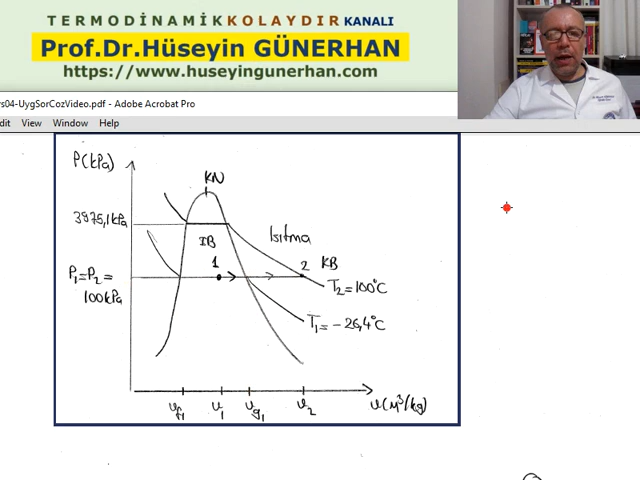 TERMODİNAMİKKOLAYDIR KANALI
Prof.Dr.Hüseyin GÜNERHAN
https://www.huseyingunerhan.com
rs04-UygSorCozVideo.pdf - Adobe Acrobat Pro
dit View Window Help
P(kPa)
KN
3975,1kPa
Isıtma
IB
1
2 KB
P₁=P₂=
100kPa
T₂=100°C
T₁=-26,4°C
vf₁ v₁ vg₁ v₂ v(m³/kg)